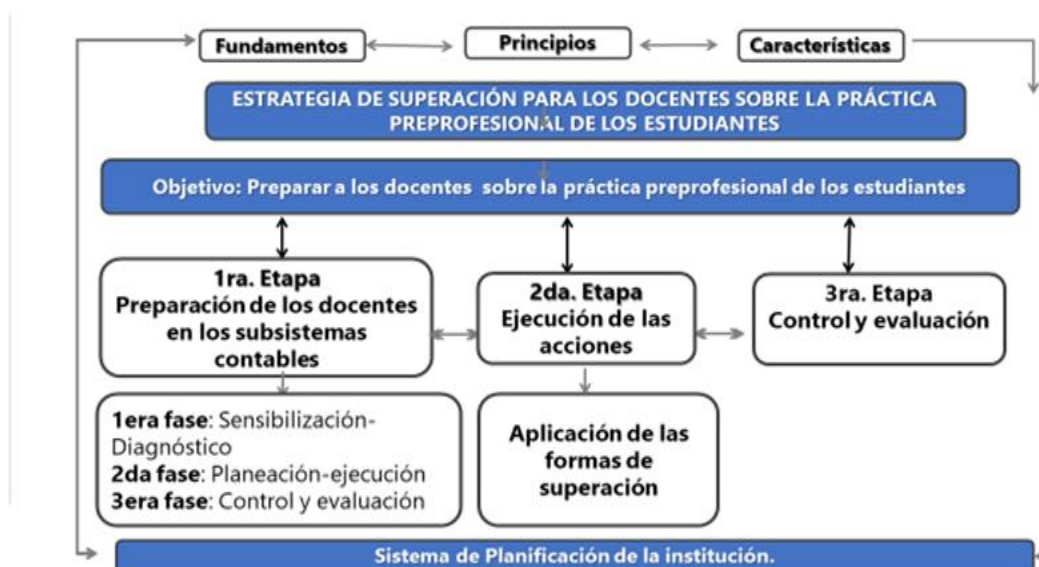 Fundamentos
Principios
Características
ESTRATEGIA DE SUPERACIÓN PARA LOS DOCENTES SOBRE LA PRÁCTICA
PREPROFESIONAL DE LOS ESTUDIANTES
Objetivo: Preparar a los docentes sobre la práctica preprofesional de los estudiantes
1ra. Etapa
Preparación de los docentes
en los subsistemas
contables
2da. Etapa
Ejecución de las
acciones
3ra. Etapa
Control y evaluación
1era fase: Sensibilización-
Diagnóstico
2da fase: Planeación-ejecución
3era fase: Control y evaluación
Aplicación de las
formas de
superación
Sistema de Planificación de la institución.